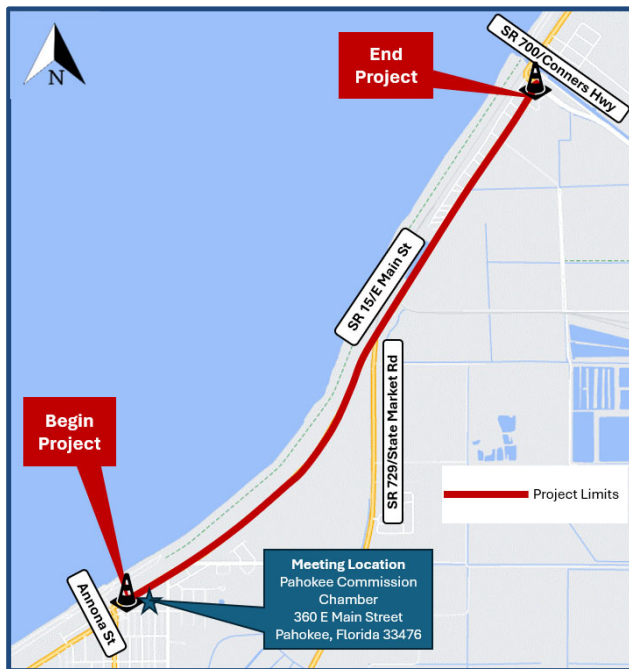 N
End
Project
SR 700/Conners Hwy
SR 15/E Main St
SR 729/State Market Rd
Begin
Project
Project Limits
Annona St
Meeting Location
Pahokee Commission
Chamber
360 E Main Street
Pahokee, Florida 33476